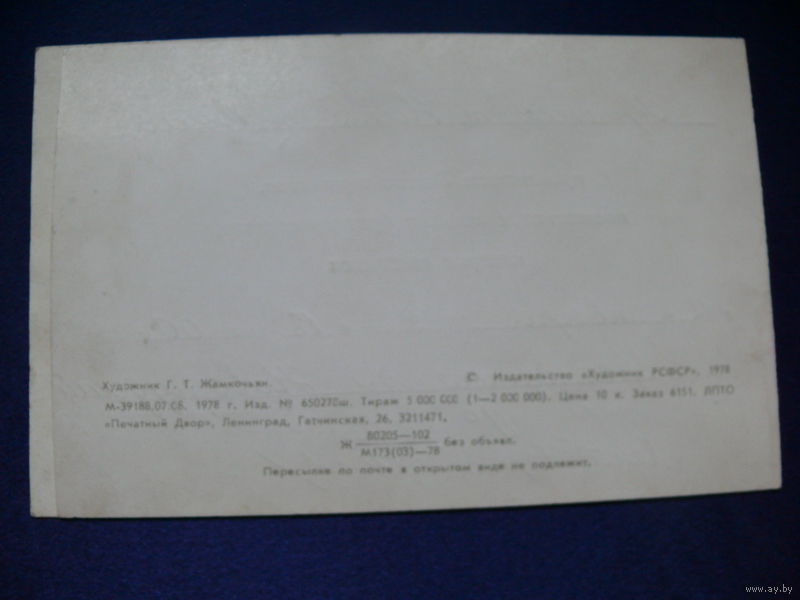 Художник Г. Т. Жамкочьян. © Издательство «Художник РСФСР», 1978
М-39188.07.06. 1978 г. Изд. № 650270ш. Тираж 5 000 000 (1—2 000 000). Цена 10 к. Заказ 6151. ЛПТО
«Печатный Двор», Ленинград, Гатчинская, 26. 3211471.
Ж 80205—102 / М173(03)—78 без объявл.
Пересылке по почте в открытом виде не подлежит.
www.ay.by